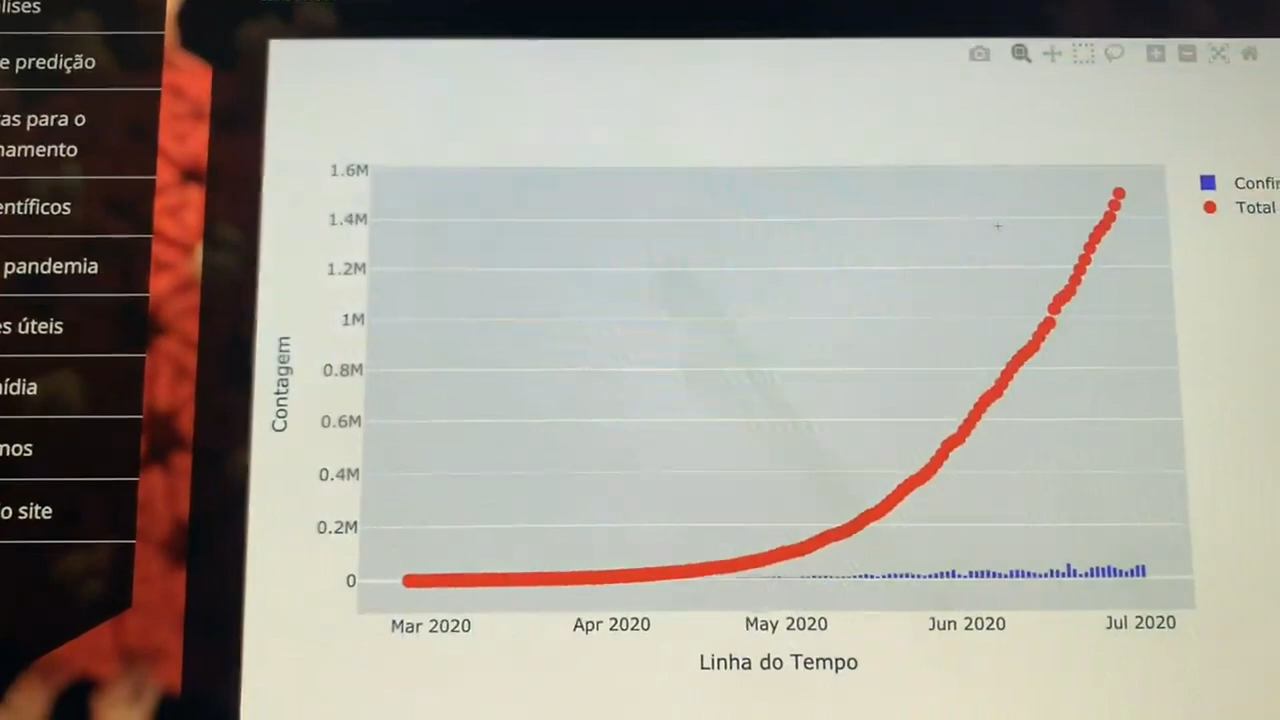 e predição
as para o
namento
entíficos
pandemia
s úteis
ídia
nos
o site
1.6M
1.4M
1.2M
1M
0.8M
0.6M
0.4M
0.2M
0
Contagem
Mar 2020
Apr 2020
May 2020
Jun 2020
Jul 2020
Linha do Tempo
Confir
Total